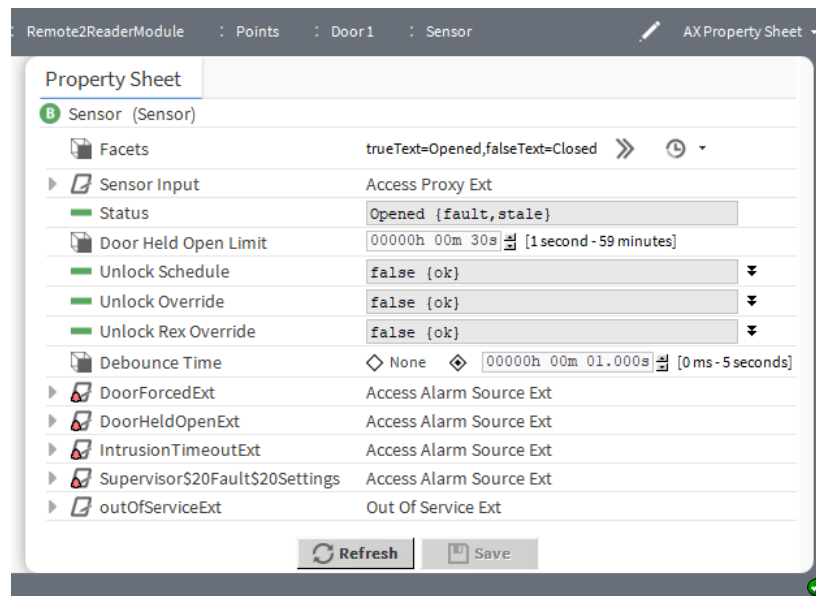 : Remote2ReaderModule : Points : Door1 : Sensor AX Property Sheet
Property Sheet
B Sensor (Sensor)
Facets trueText=Opened,falseText=Closed
Sensor Input Access Proxy Ext
Status Opened {fault,stale}
Door Held Open Limit 00000h 00m 30s [1 second - 59 minutes]
Unlock Schedule false {ok}
Unlock Override false {ok}
Unlock Rex Override false {ok}
Debounce Time None 00000h 00m 01.000s [0 ms - 5 seconds]
DoorForcedExt Access Alarm Source Ext
DoorHeldOpenExt Access Alarm Source Ext
IntrusionTimeoutExt Access Alarm Source Ext
Supervisor$20Fault$20Settings Access Alarm Source Ext
outOfServiceExt Out Of Service Ext
Refresh Save